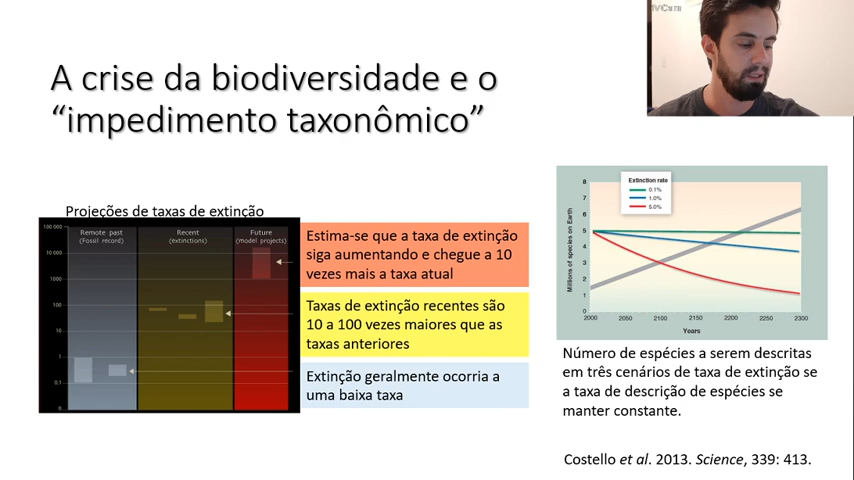 A crise da biodiversidade e o
“impedimento taxonômico”
Projeções de taxas de extinção
100 000
10 000
1000
100
10
1
0,1
0
Remote past
(Fossil record)
Recent
(extinctions)
Future
(model projects)
Estima-se que a taxa de extinção
siga aumentando e chegue a 10
vezes mais a taxa atual
Taxas de extinção recentes são
10 a 100 vezes maiores que as
taxas anteriores
Extinção geralmente ocorria a
uma baixa taxa
Extinction rate
0.1%
1.0%
5.0%
Millions of species on Earth
8
7
6
5
4
3
2
1
0
2000
2050
2100
2150
2200
2250
2300
Years
Número de espécies a serem descritas
em três cenários de taxa de extinção se
a taxa de descrição de espécies se
manter constante.
Costello et al. 2013. Science, 339: 413.